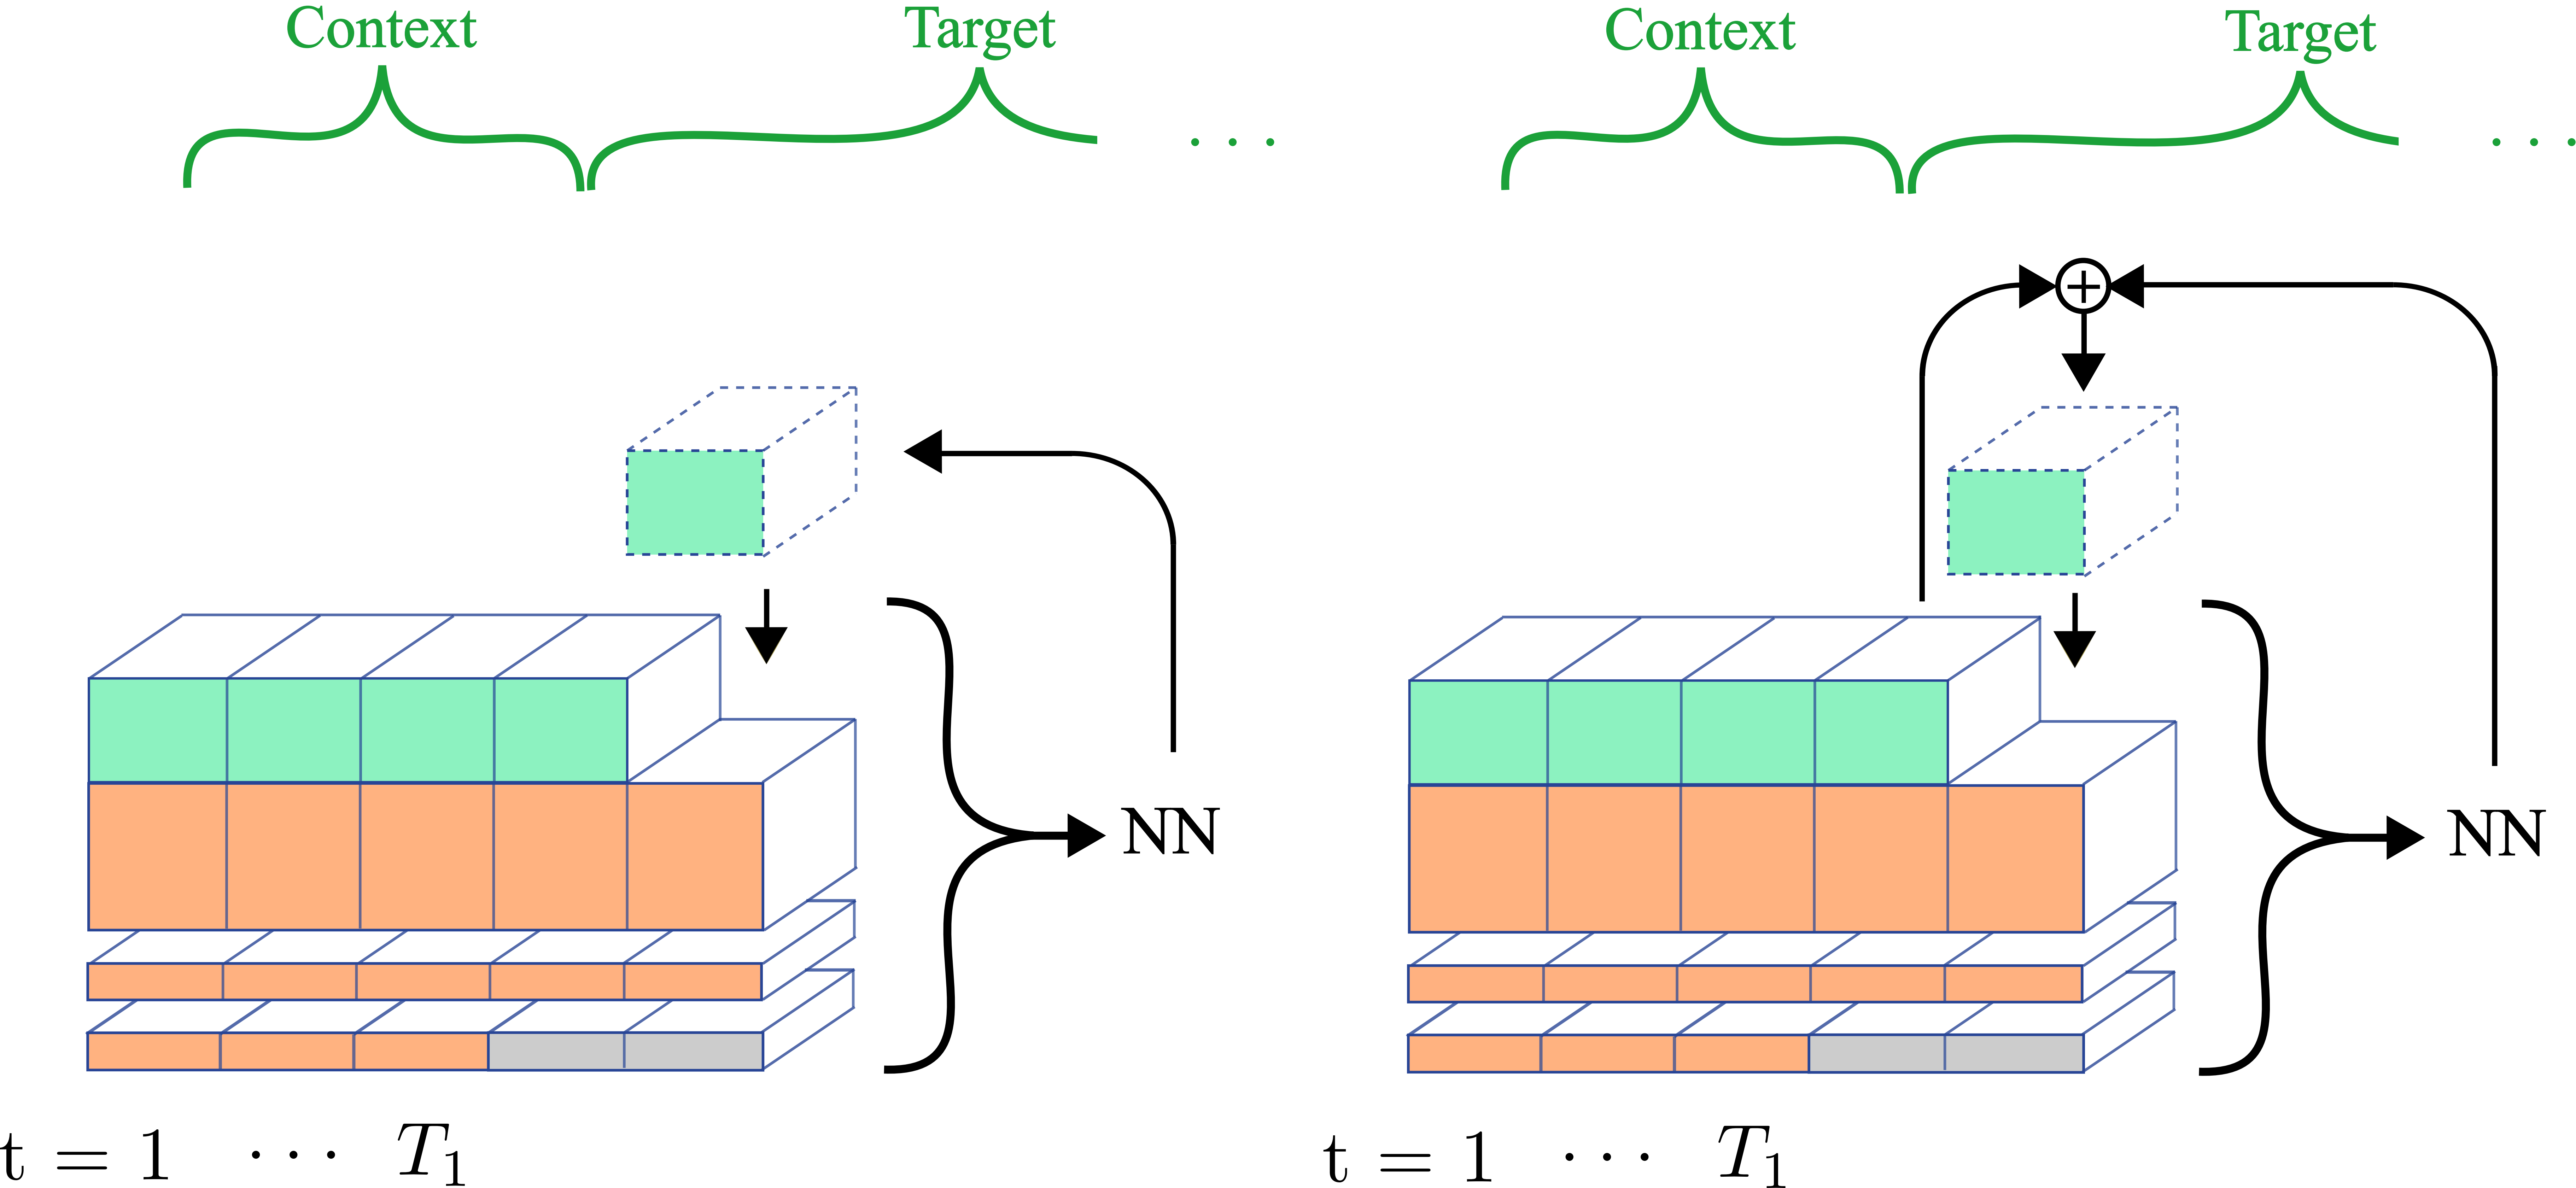 Context Target . . . Context Target . . .
+
NN NN
t = 1 · · · T₁ t = 1 · · · T₁